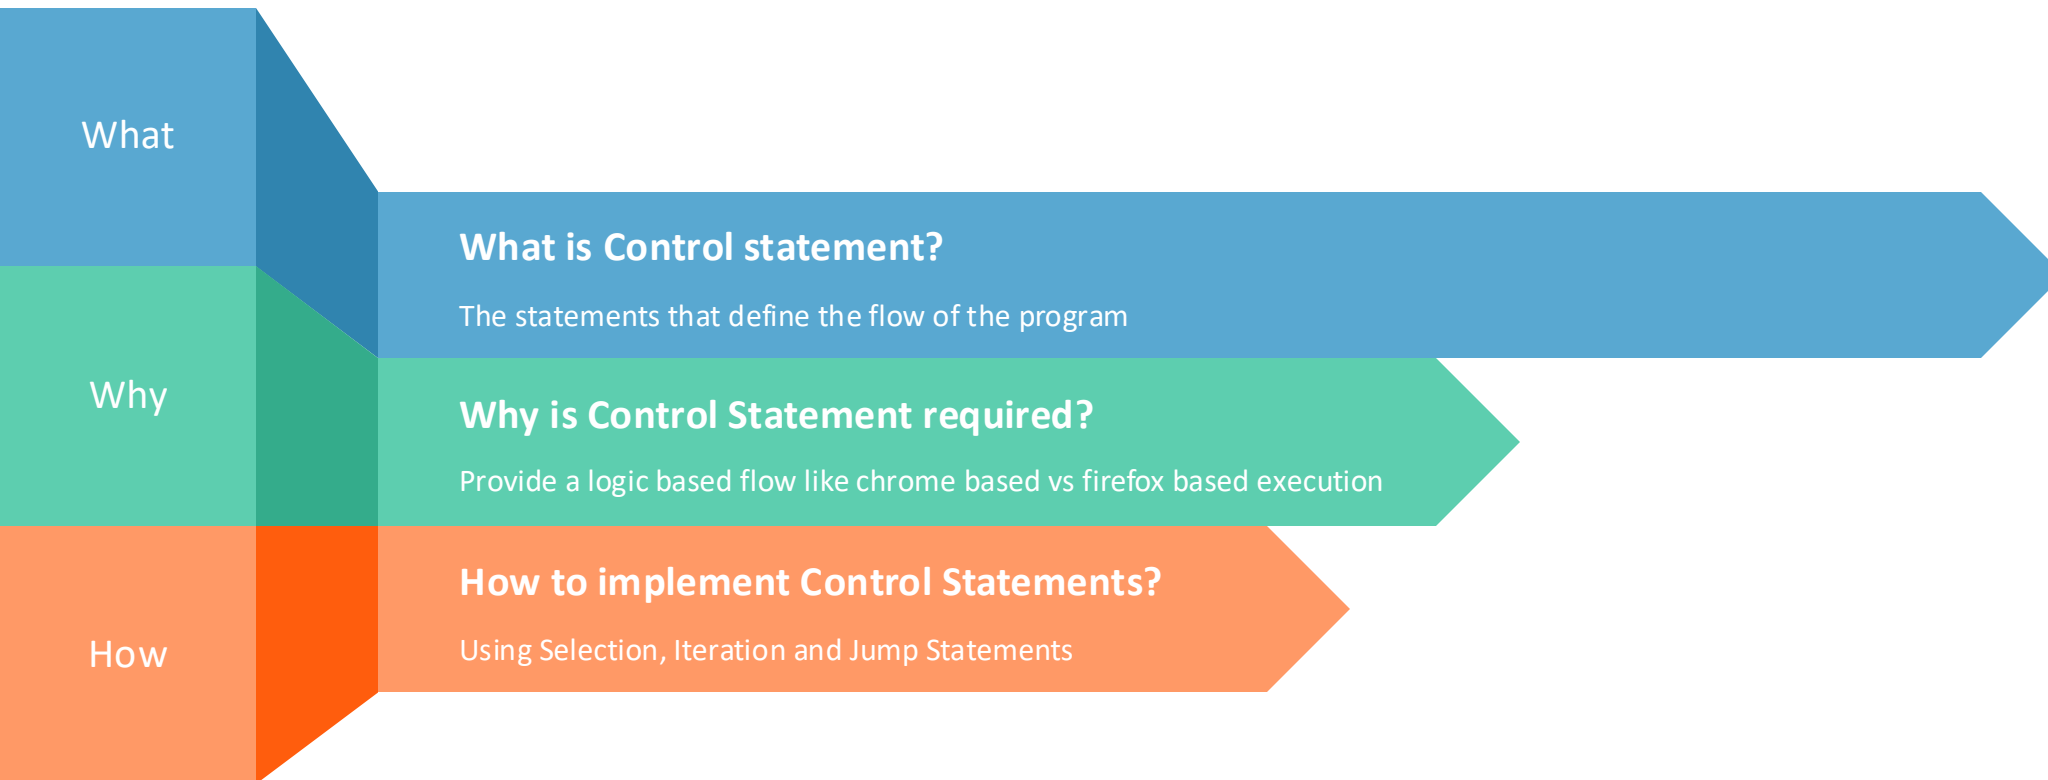 What
What is Control statement?
The statements that define the flow of the program
Why
Why is Control Statement required?
Provide a logic based flow like chrome based vs firefox based execution
How
How to implement Control Statements?
Using Selection, Iteration and Jump Statements